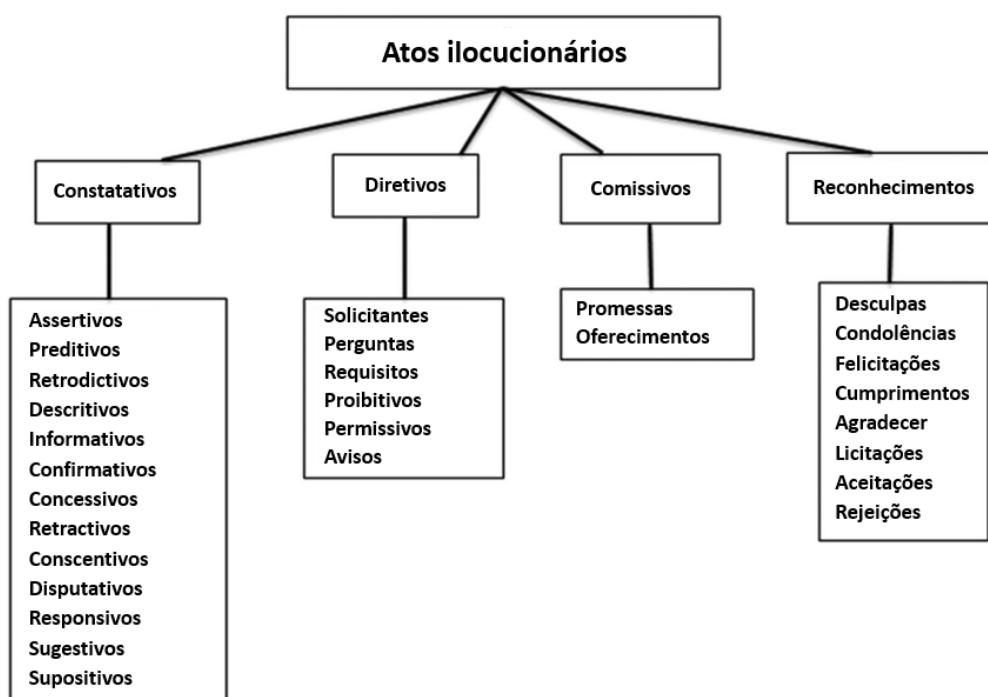 Atos ilocucionários
Constatativos
Diretivos
Comissivos
Reconhecimentos
Assertivos
Preditivos
Retrodictivos
Descritivos
Informativos
Confirmativos
Concessivos
Retractivos
Conscentivos
Disputativos
Responsivos
Sugestivos
Supositivos
Solicitantes
Perguntas
Requisitos
Proibitivos
Permissivos
Avisos
Promessas
Oferecimentos
Desculpas
Condolências
Felicitações
Cumprimentos
Agradecer
Licitações
Aceitações
Rejeições